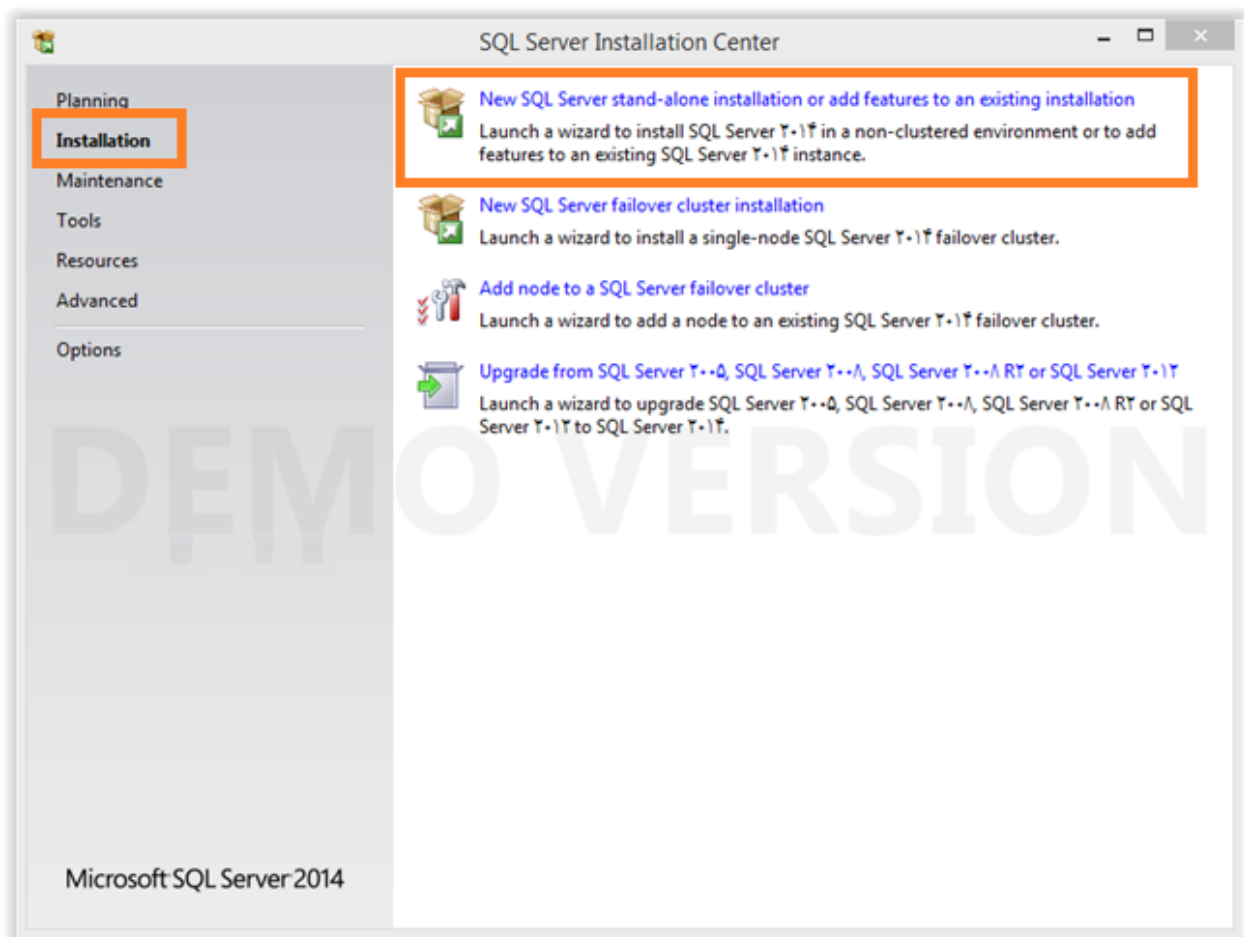 SQL Server Installation Center
Planning
Installation
Maintenance
Tools
Resources
Advanced
Options
New SQL Server stand-alone installation or add features to an existing installation
Launch a wizard to install SQL Server ۲۰۱۴ in a non-clustered environment or to add
features to an existing SQL Server ۲۰۱۴ instance.
New SQL Server failover cluster installation
Launch a wizard to install a single-node SQL Server ۲۰۱۴ failover cluster.
Add node to a SQL Server failover cluster
Launch a wizard to add a node to an existing SQL Server ۲۰۱۴ failover cluster.
Upgrade from SQL Server ۲۰۰۵, SQL Server ۲۰۰۸, SQL Server ۲۰۰۸ R۲ or SQL Server ۲۰۱۲
Launch a wizard to upgrade SQL Server ۲۰۰۵, SQL Server ۲۰۰۸, SQL Server ۲۰۰۸ R۲ or SQL
Server ۲۰۱۲ to SQL Server ۲۰۱۴.
DEMO VERSION
Microsoft SQL Server 2014